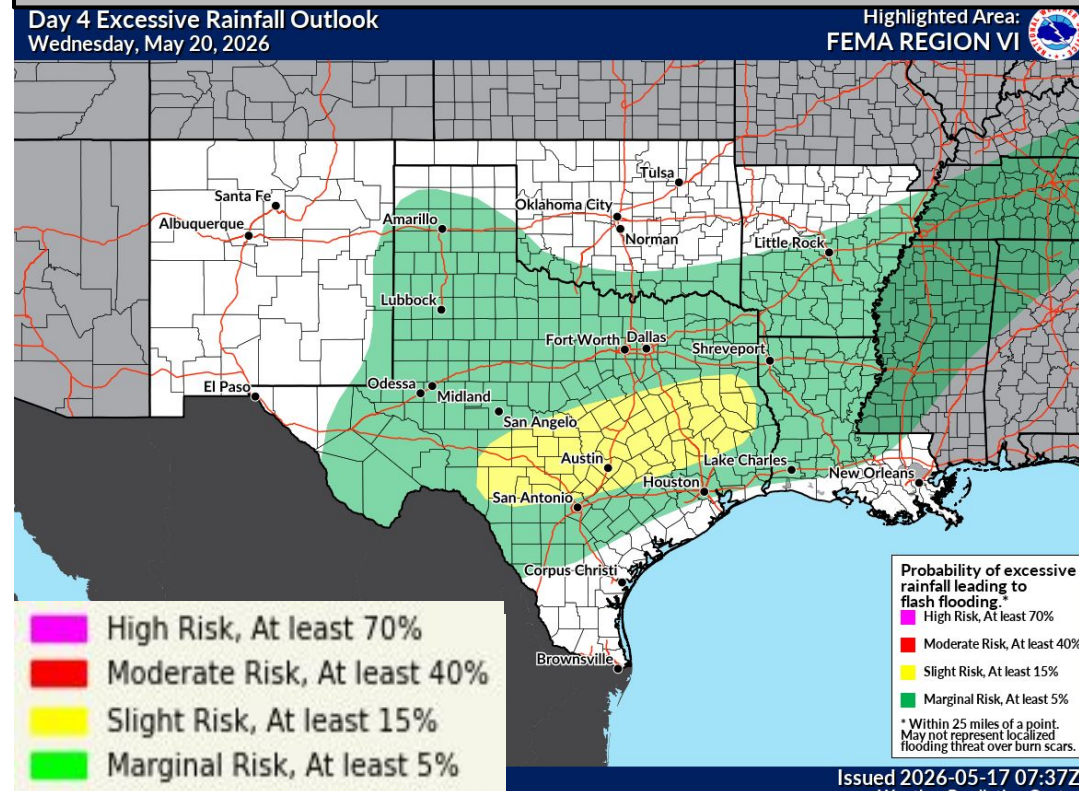 Day 4 Excessive Rainfall Outlook
Wednesday, May 20, 2026
Highlighted Area:
FEMA REGION VI
Santa Fe
Albuquerque
Amarillo
Tulsa
Oklahoma City
Norman
Little Rock
Lubbock
Fort Worth
Dallas
Shreveport
El Paso
Odessa
Midland
San Angelo
Austin
Lake Charles
Houston
New Orleans
San Antonio
Corpus Christi
Brownsville
Probability of excessive
rainfall leading to
flash flooding.*
High Risk, At least 70%
Moderate Risk, At least 40%
Slight Risk, At least 15%
Marginal Risk, At least 5%
* Within 25 miles of a point.
May not represent localized
flooding threat over burn scars.
High Risk, At least 70%
Moderate Risk, At least 40%
Slight Risk, At least 15%
Marginal Risk, At least 5%
Issued 2026-05-17 07:37Z